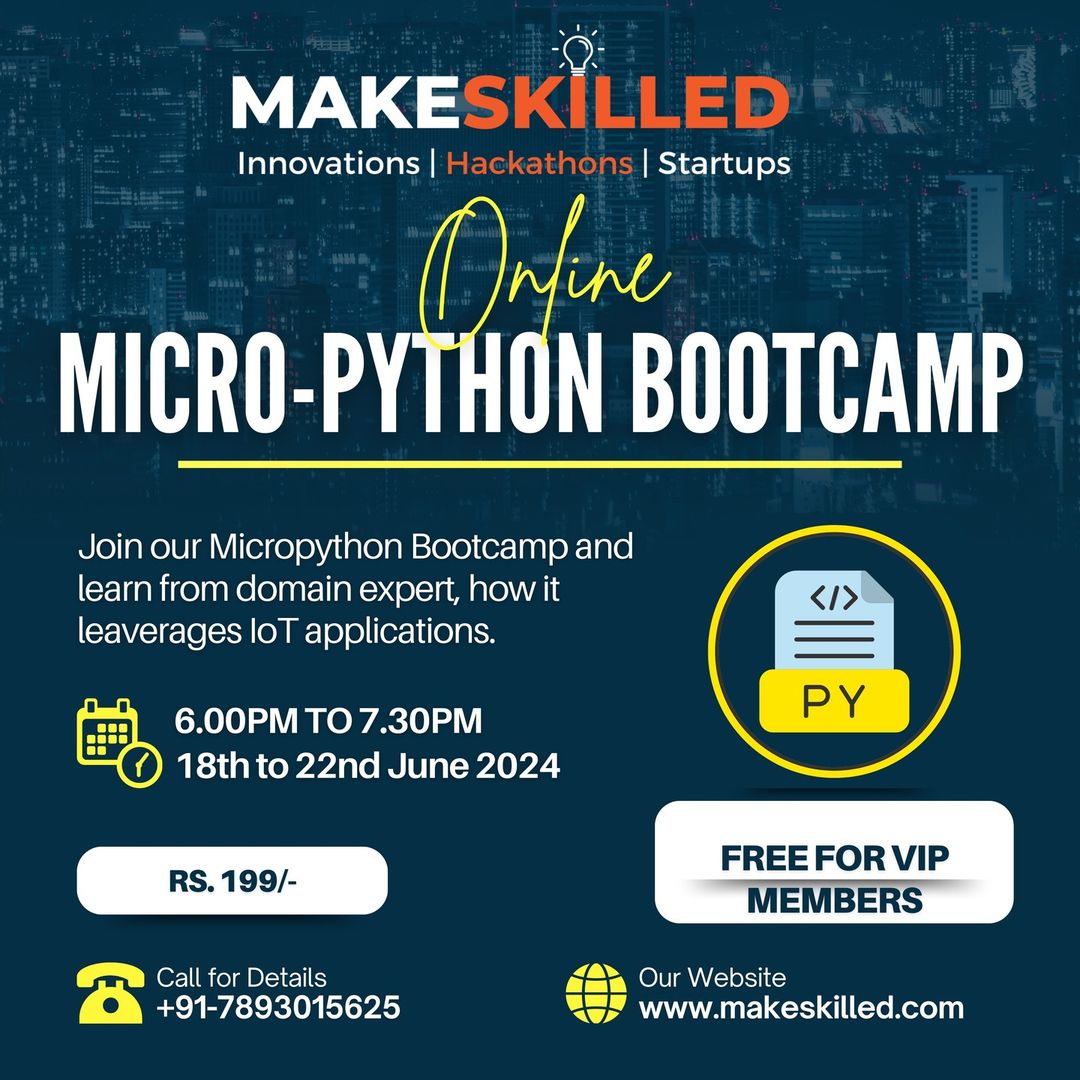 MAKESKILLED
Innovations | Hackathons | Startups
Online
MICRO-PYTHON BOOTCAMP
Join our Micropython Bootcamp and
learn from domain expert, how it
leaverages IoT applications.
</>
PY
6.00PM TO 7.30PM
18th to 22nd June 2024
RS. 199/-
FREE FOR VIP
MEMBERS
Call for Details
+91-7893015625
Our Website
www.makeskilled.com